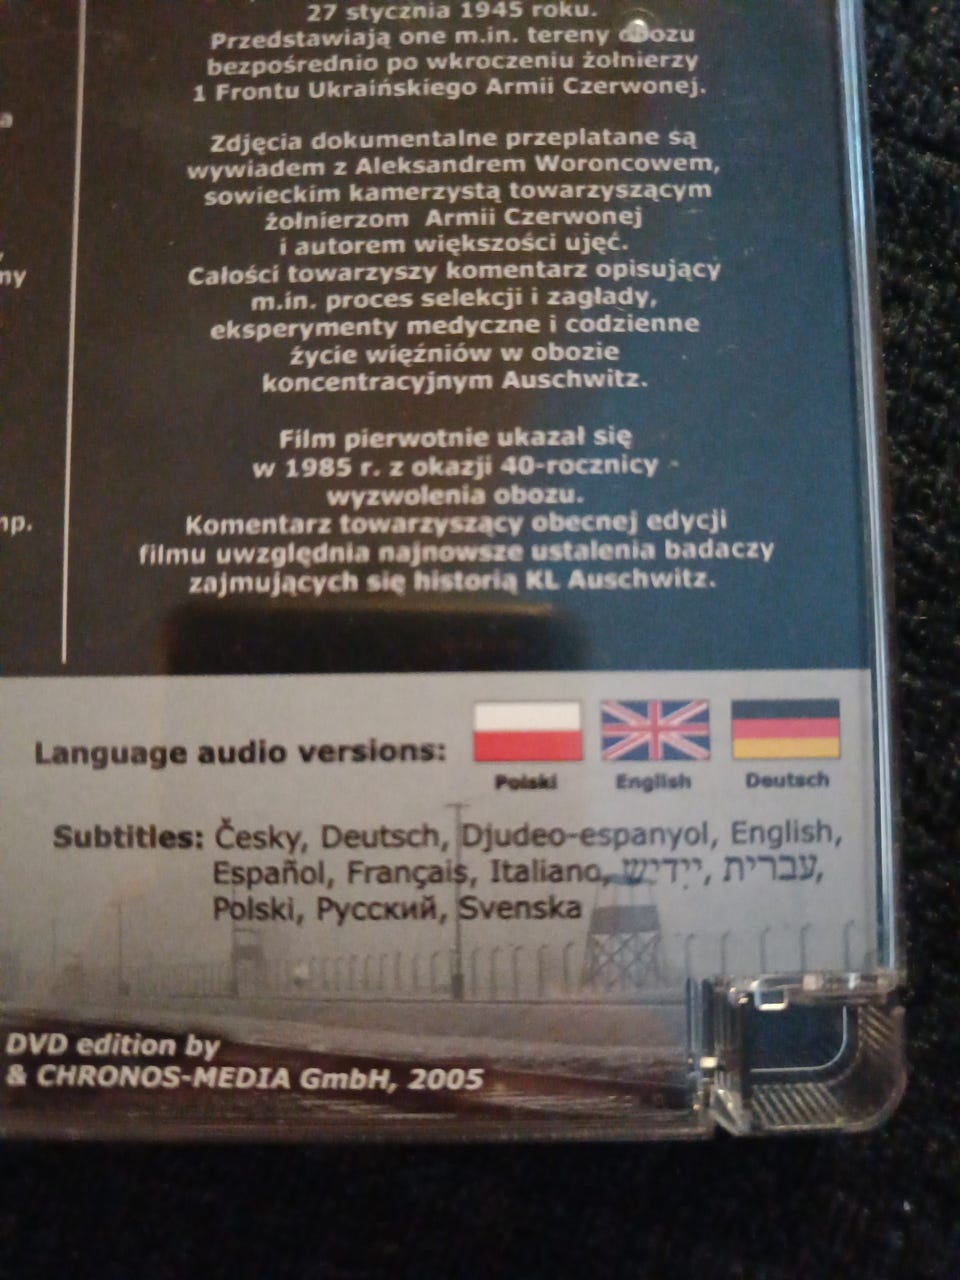 27 stycznia 1945 roku.
Przedstawiają one m.in. tereny obozu
bezpośrednio po wkroczeniu żołnierzy
1 Frontu Ukraińskiego Armii Czerwonej.
Zdjęcia dokumentalne przeplatane są
wywiadem z Aleksandrem Woroncowem,
sowieckim kamerzystą towarzyszącym
żołnierzom Armii Czerwonej
i autorem większości ujęć.
Całości towarzyszy komentarz opisujący
m.in. proces selekcji i zagłady,
eksperymenty medyczne i codzienne
życie więźniów w obozie
koncentracyjnym Auschwitz.
Film pierwotnie ukazał się
w 1985 r. z okazji 40-rocznicy -
wyzwolenia obozu.
Komentarz towarzyszący obecnej edycji
filmu uwzględnia najnowsze ustalenia badaczy
zajmujących się historią KL Auschwitz.
Language audio versions:
Polski English Deutsch
Subtitles: Česky, Deutsch, Djudeo-espanyol, English,
Español, Français, Italiano, ייִדיש, עברית,
Polski, Русский, Svenska
DVD edition by
& CHRONOS-MEDIA GmbH, 2005